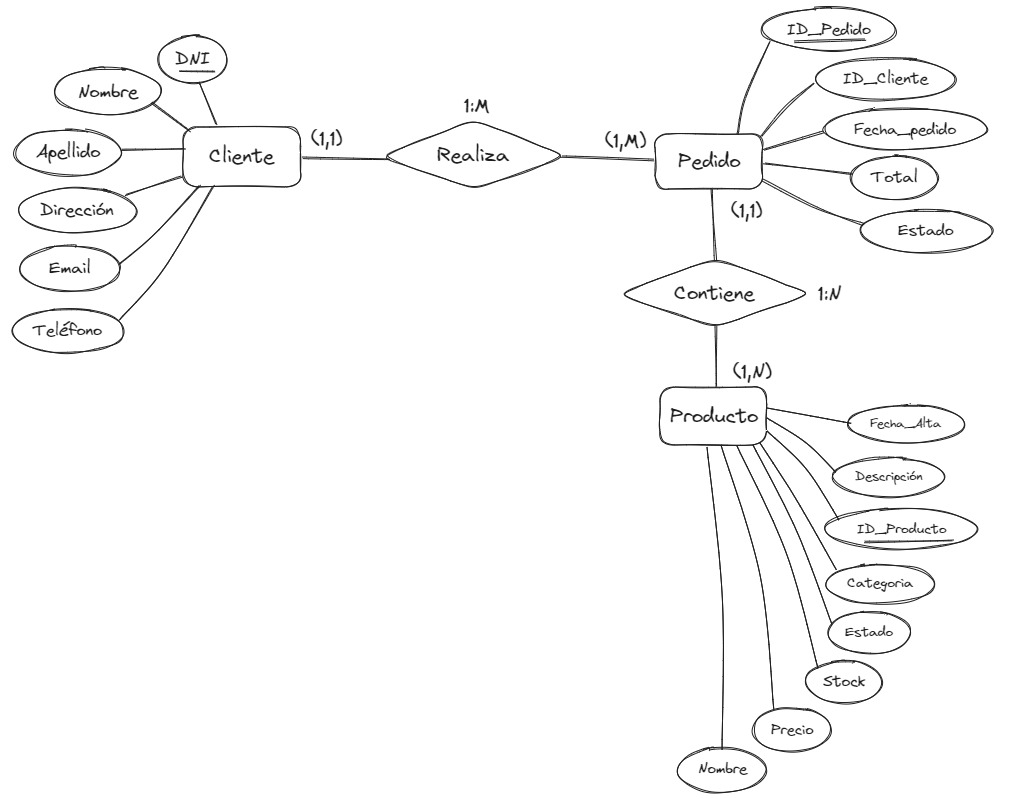 DNI
Nombre
Apellido
Dirección
Email
Teléfono
Cliente
(1,1)
1:M
Realiza
(1,M)
Pedido
ID_Pedido
ID_Cliente
Fecha_pedido
Total
Estado
(1,1)
Contiene
1:N
(1,N)
Producto
Fecha_Alta
Descripción
ID_Producto
Categoria
Estado
Stock
Precio
Nombre